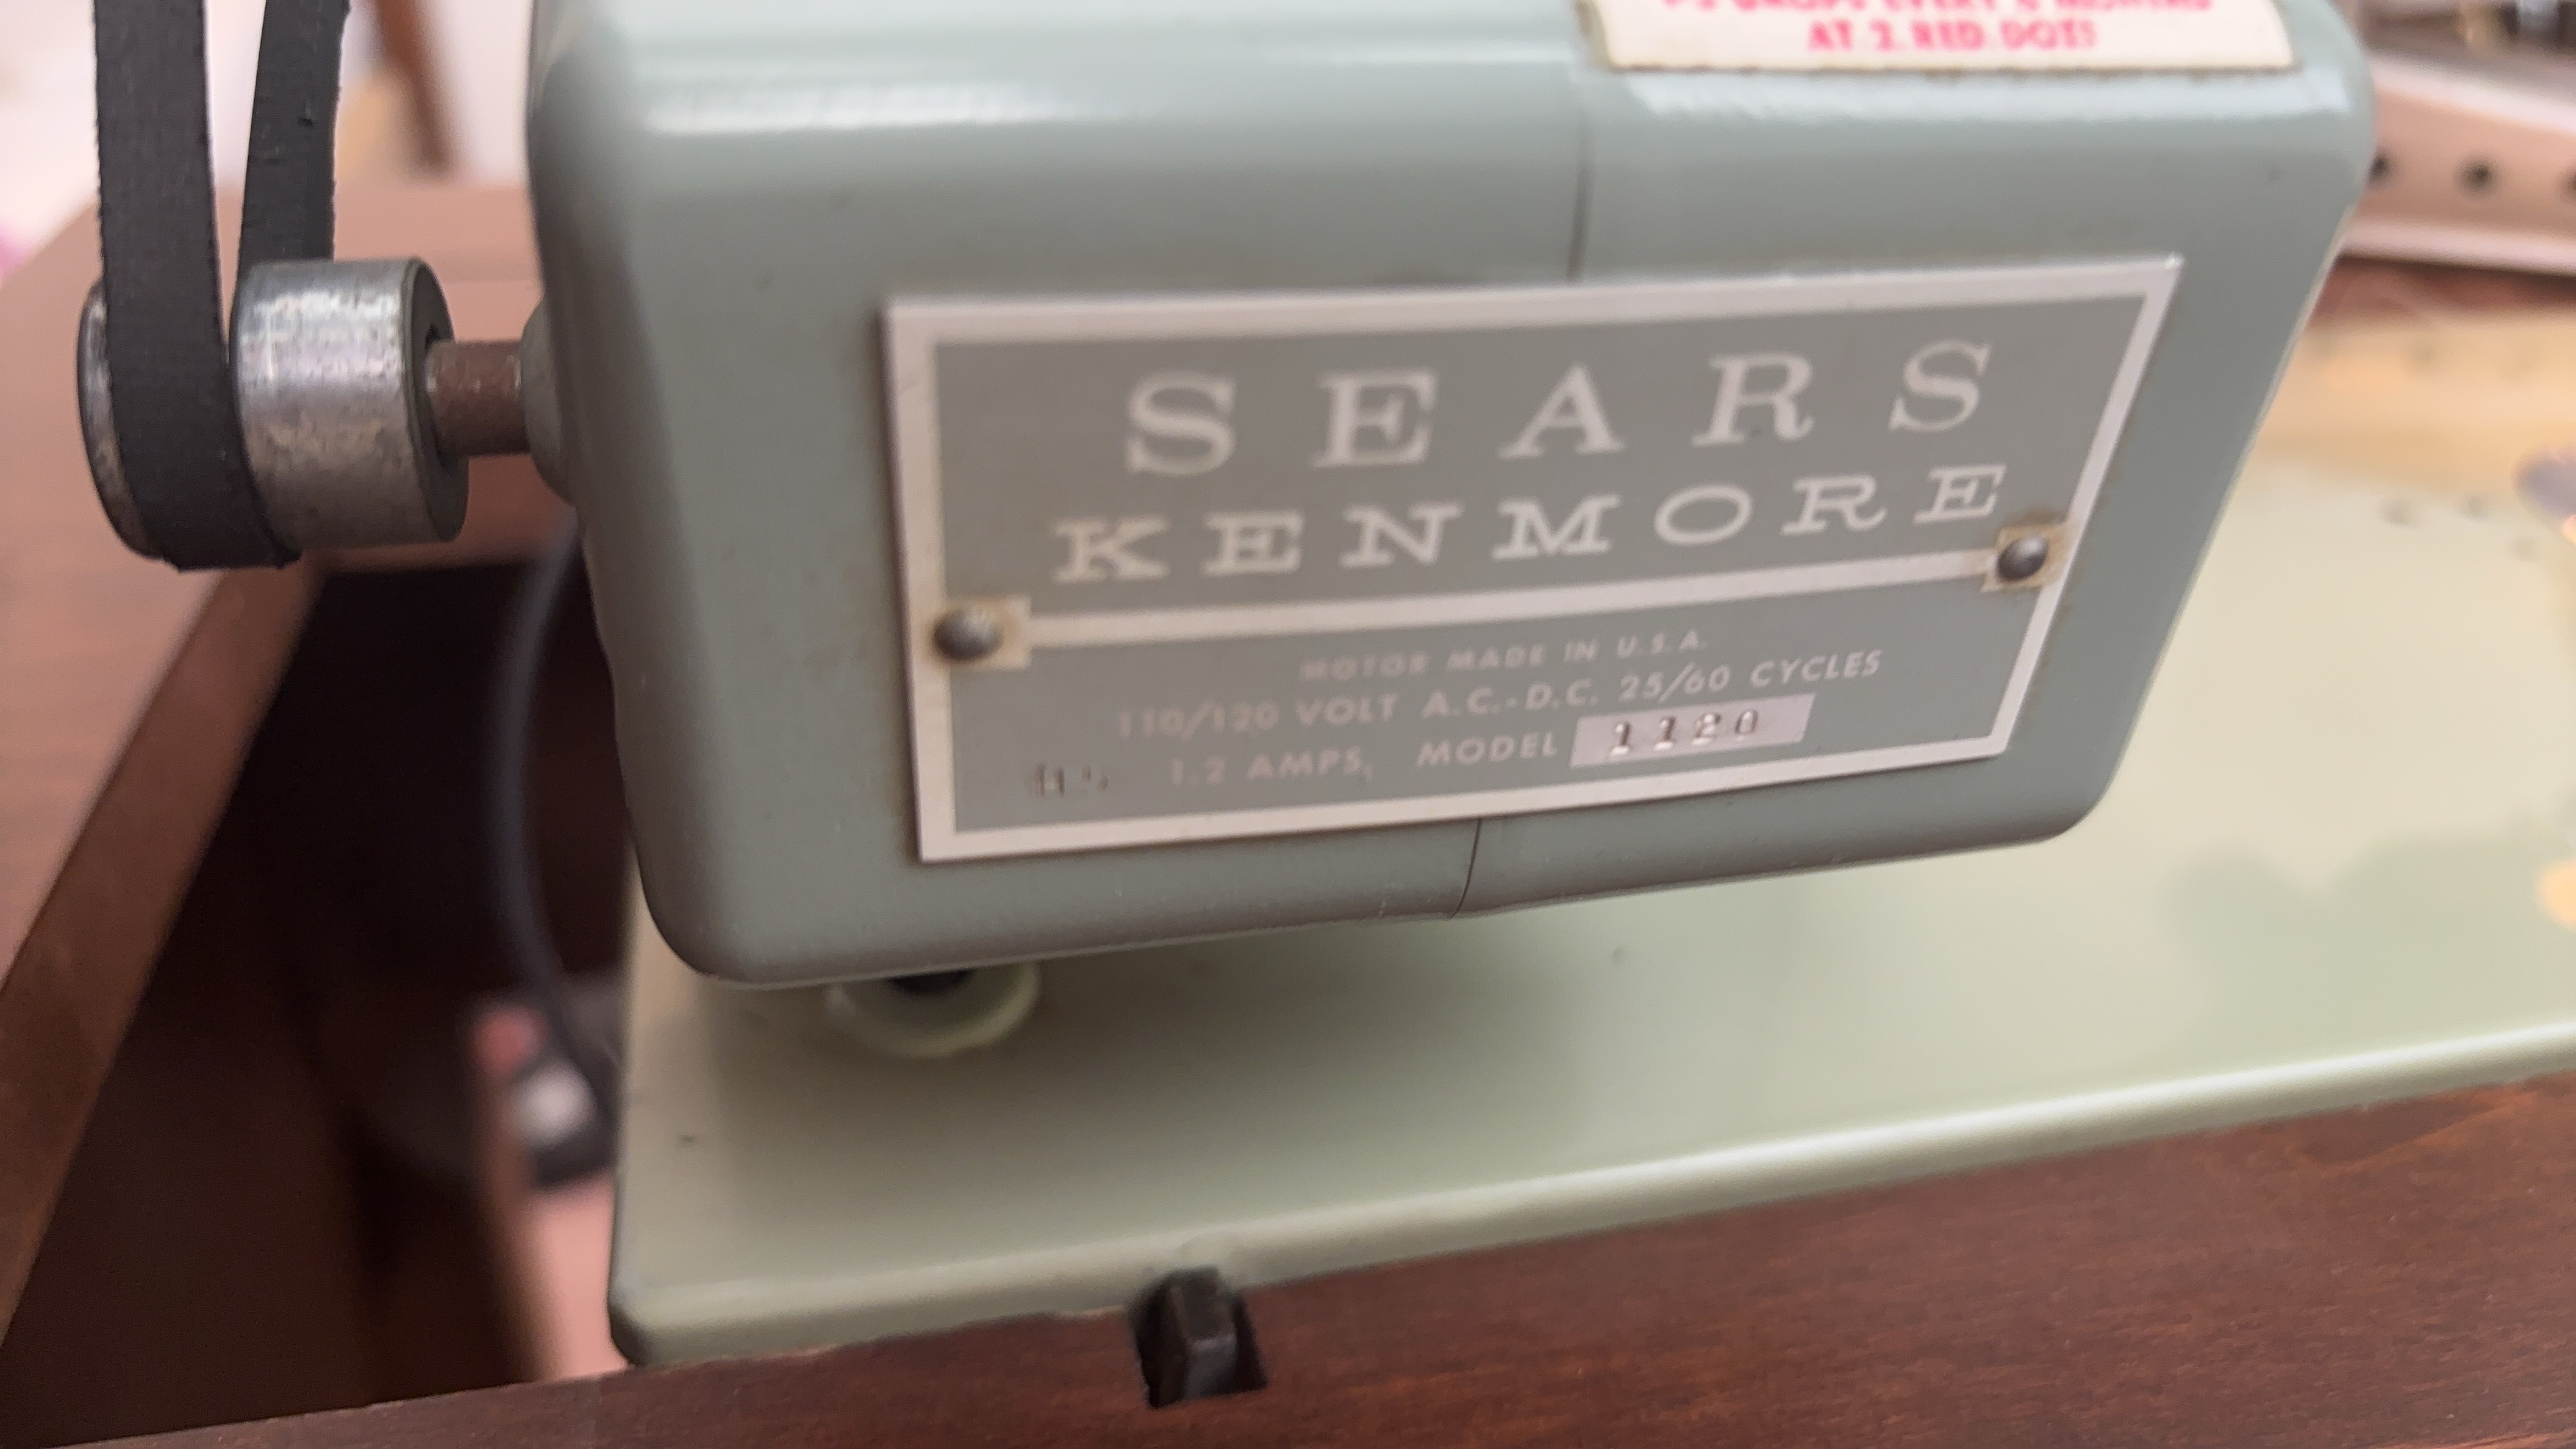 AT 2 RED DOTS
SEARS
KENMORE
MOTOR MADE IN U.S.A.
110/120 VOLT A.C.-D.C. 25/60 CYCLES
1.2 AMPS, MODEL 1120